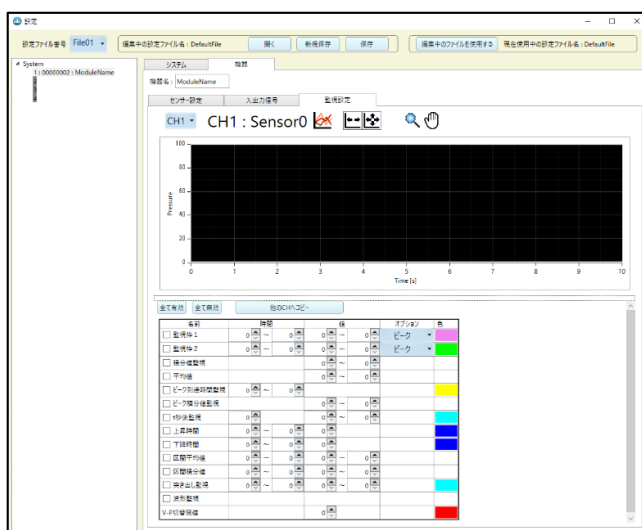 設定
設定ファイル番号 File01 編集中の設定ファイル名 : DefaultFile 開く 新規保存 保存 編集中のファイルを使用する 現在使用中の設定ファイル名 : DefaultFile
System
1 : 00000002 : ModuleName
システム 機器
機器名 : ModuleName
センサー設定 入出力信号 監視設定
CH1 CH1 : Sensor0
100
80
60
40
20
0
Pressure
0 1 2 3 4 5 6 7 8 9 10
Time [s]
全て有効 全て無効 他のCHへコピー
名前 時間 値 オプション 色
監視枠1 0 ~ 0 0 ~ 0 ピーク
監視枠2 0 ~ 0 0 ~ 0 ピーク
積分値監視 0 ~ 0
平均値 0 ~ 0
ピーク到達時間監視 0 ~ 0
ピーク積分値監視 0 ~ 0
t秒後監視 0 0 ~ 0
上昇時間 0 ~ 0 0
下降時間 0 ~ 0 0
区間平均値 0 ~ 0 0 ~ 0
区間積分値 0 ~ 0 0 ~ 0
突き出し監視 0 ~ 0 0 ~ 0
波形監視
V-P切替閾値 0